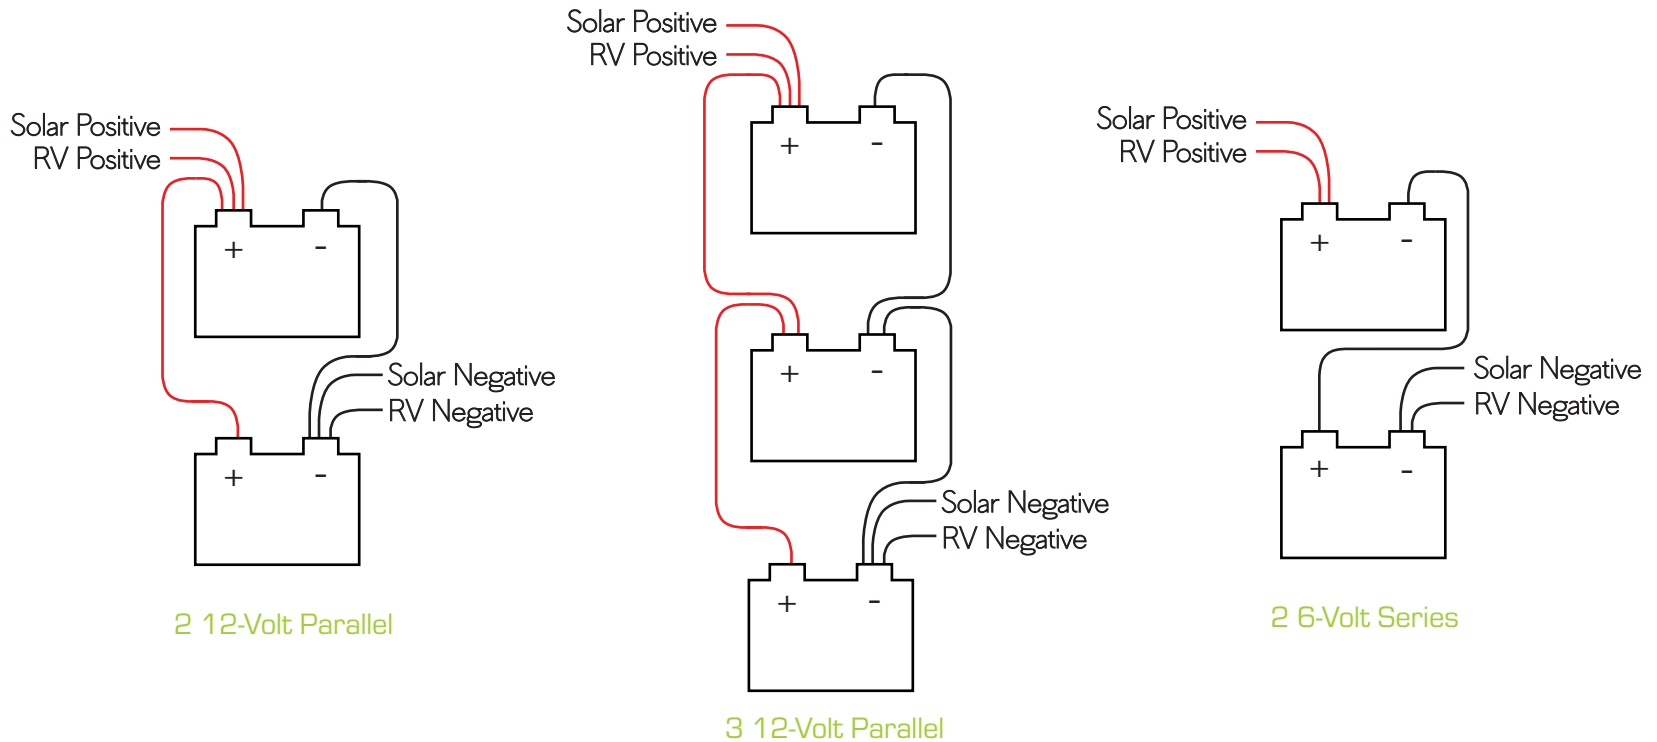 Solar Positive
RV Positive
+ -
Solar Negative
RV Negative
+ -
2 12-Volt Parallel
Solar Positive
RV Positive
+ -
+ -
Solar Negative
RV Negative
+ -
3 12-Volt Parallel
Solar Positive
RV Positive
+ -
Solar Negative
RV Negative
+ -
2 6-Volt Series